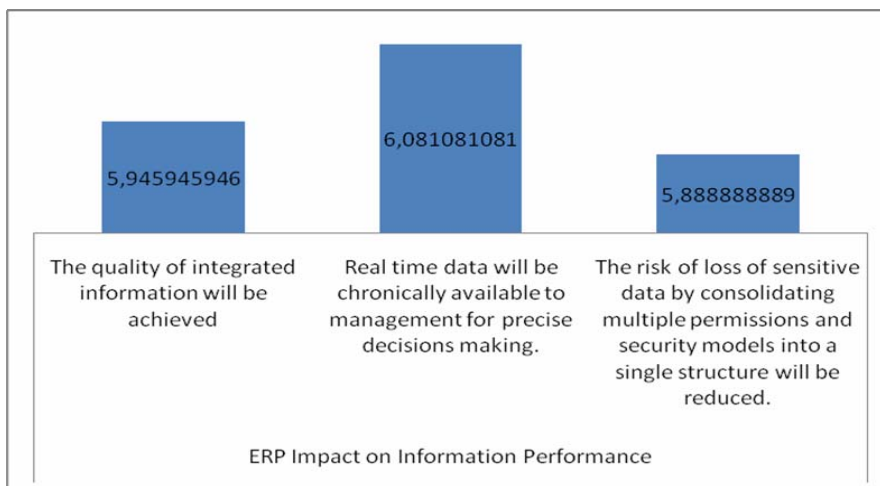 5,945945946
6,081081081
5,888888889
The quality of integrated
information will be
achieved
Real time data will be
chronically available to
management for precise
decisions making.
The risk of loss of sensitive
data by consolidating
multiple permissions and
security models into a
single structure will be
reduced.
ERP Impact on Information Performance